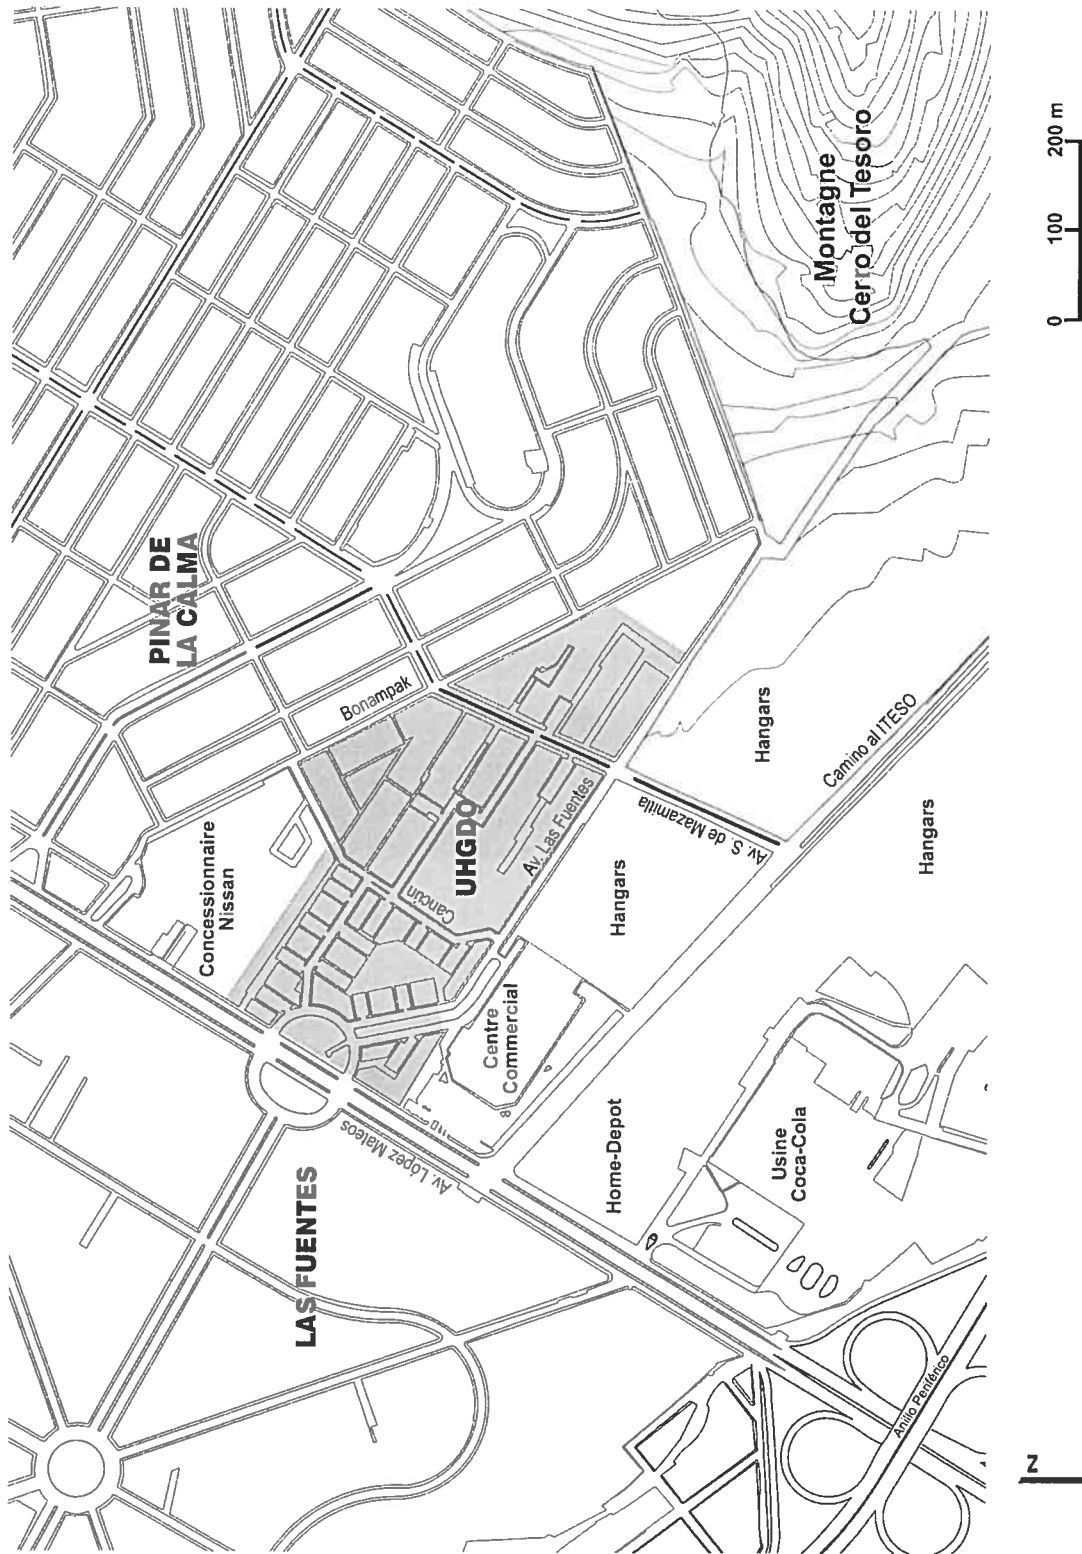 PINAR DE
LA CALMA
Montagne
Cerro del Tesoro
Bonampak
Concessionnaire
Nissan
UHGDO
Cancún
Av. Las Fuentes
Av. S. de Mazamitla
Hangars
Camino al ITESO
Hangars
Hangars
Centre
Commercial
Av. López Mateos
LAS FUENTES
Home-Depot
Usine
Coca-Cola
Anillo Periférico
0
100
200 m
N